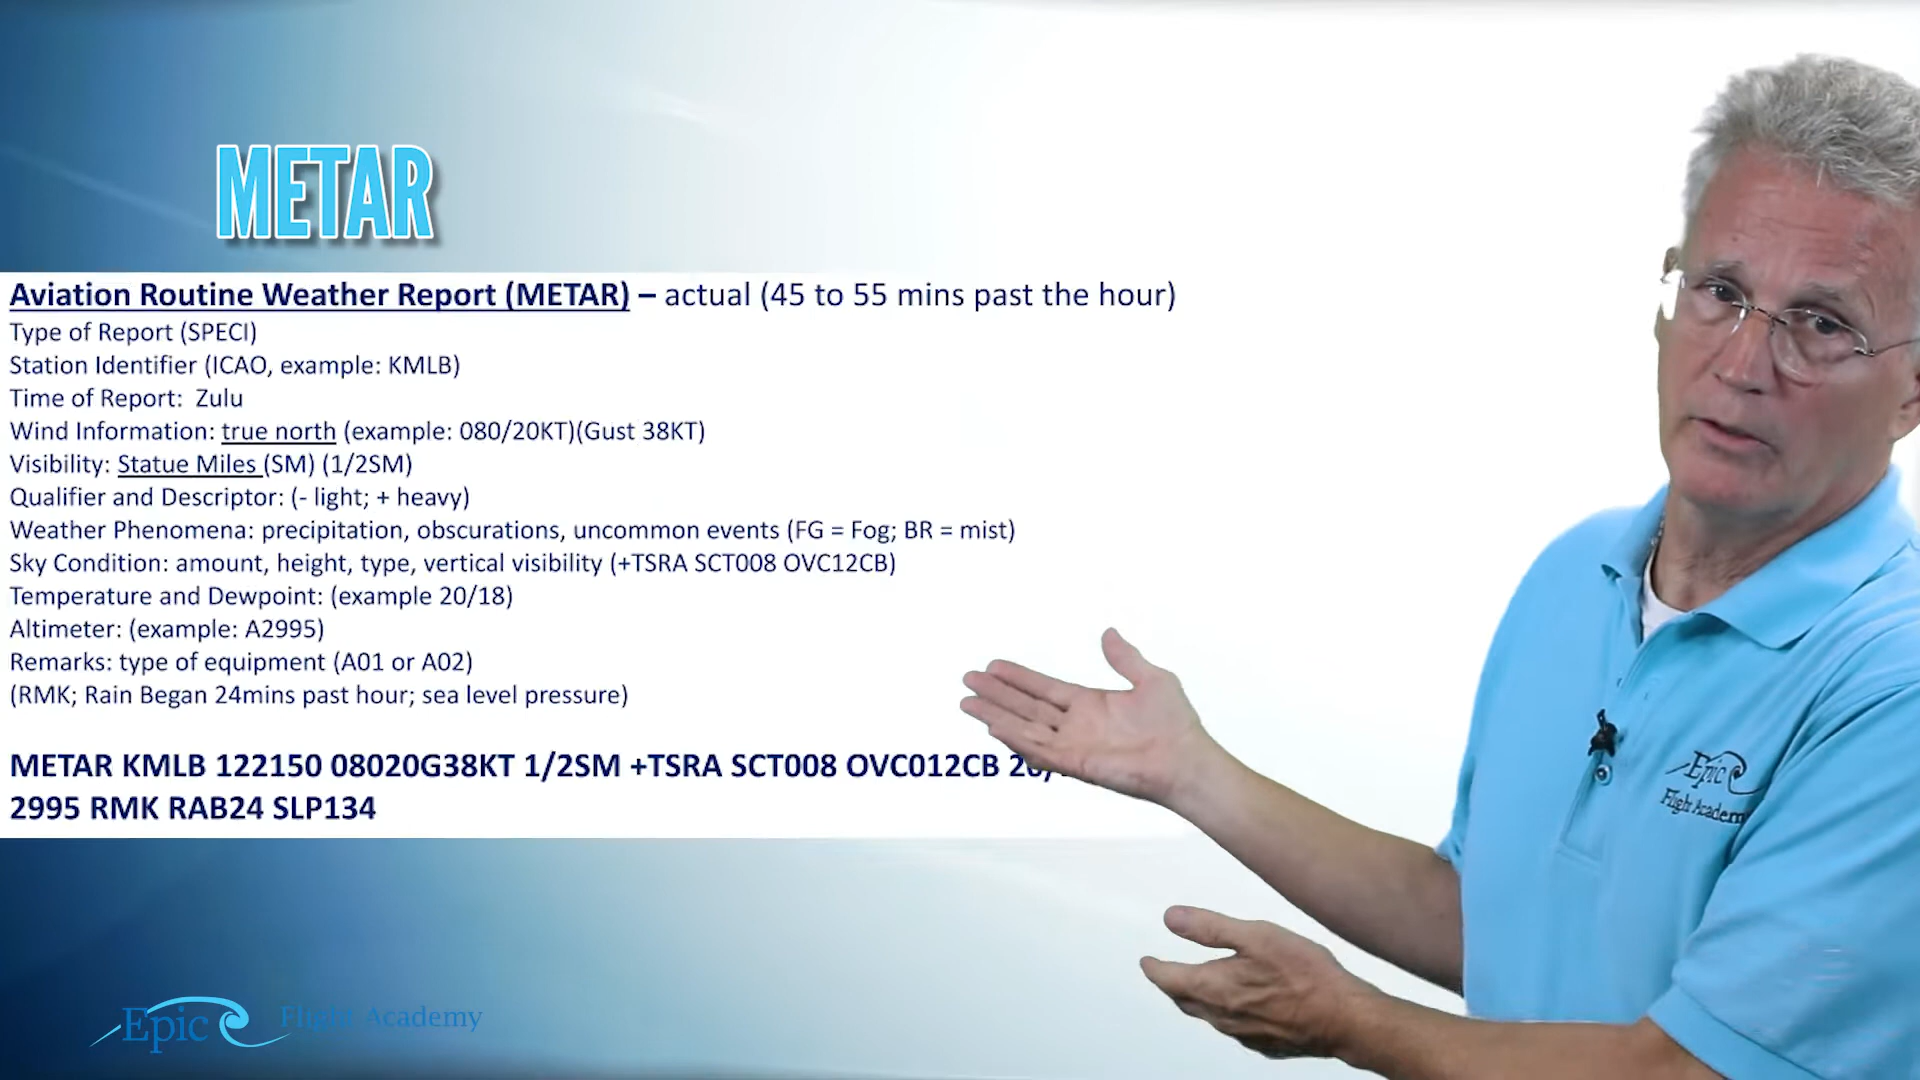 METAR
Aviation Routine Weather Report (METAR) – actual (45 to 55 mins past the hour)
Type of Report (SPECI)
Station Identifier (ICAO, example: KMLB)
Time of Report: Zulu
Wind Information: true north (example: 080/20KT)(Gust 38KT)
Visibility: Statue Miles (SM) (1/2SM)
Qualifier and Descriptor: (- light; + heavy)
Weather Phenomena: precipitation, obscurations, uncommon events (FG = Fog; BR = mist)
Sky Condition: amount, height, type, vertical visibility (+TSRA SCT008 OVC12CB)
Temperature and Dewpoint: (example 20/18)
Altimeter: (example: A2995)
Remarks: type of equipment (A01 or A02)
(RMK; Rain Began 24mins past hour; sea level pressure)
METAR KMLB 122150 08020G38KT 1/2SM +TSRA SCT008 OVC012CB
2995 RMK RAB24 SLP134
Epic Flight Academy
Epic
Flight Academy